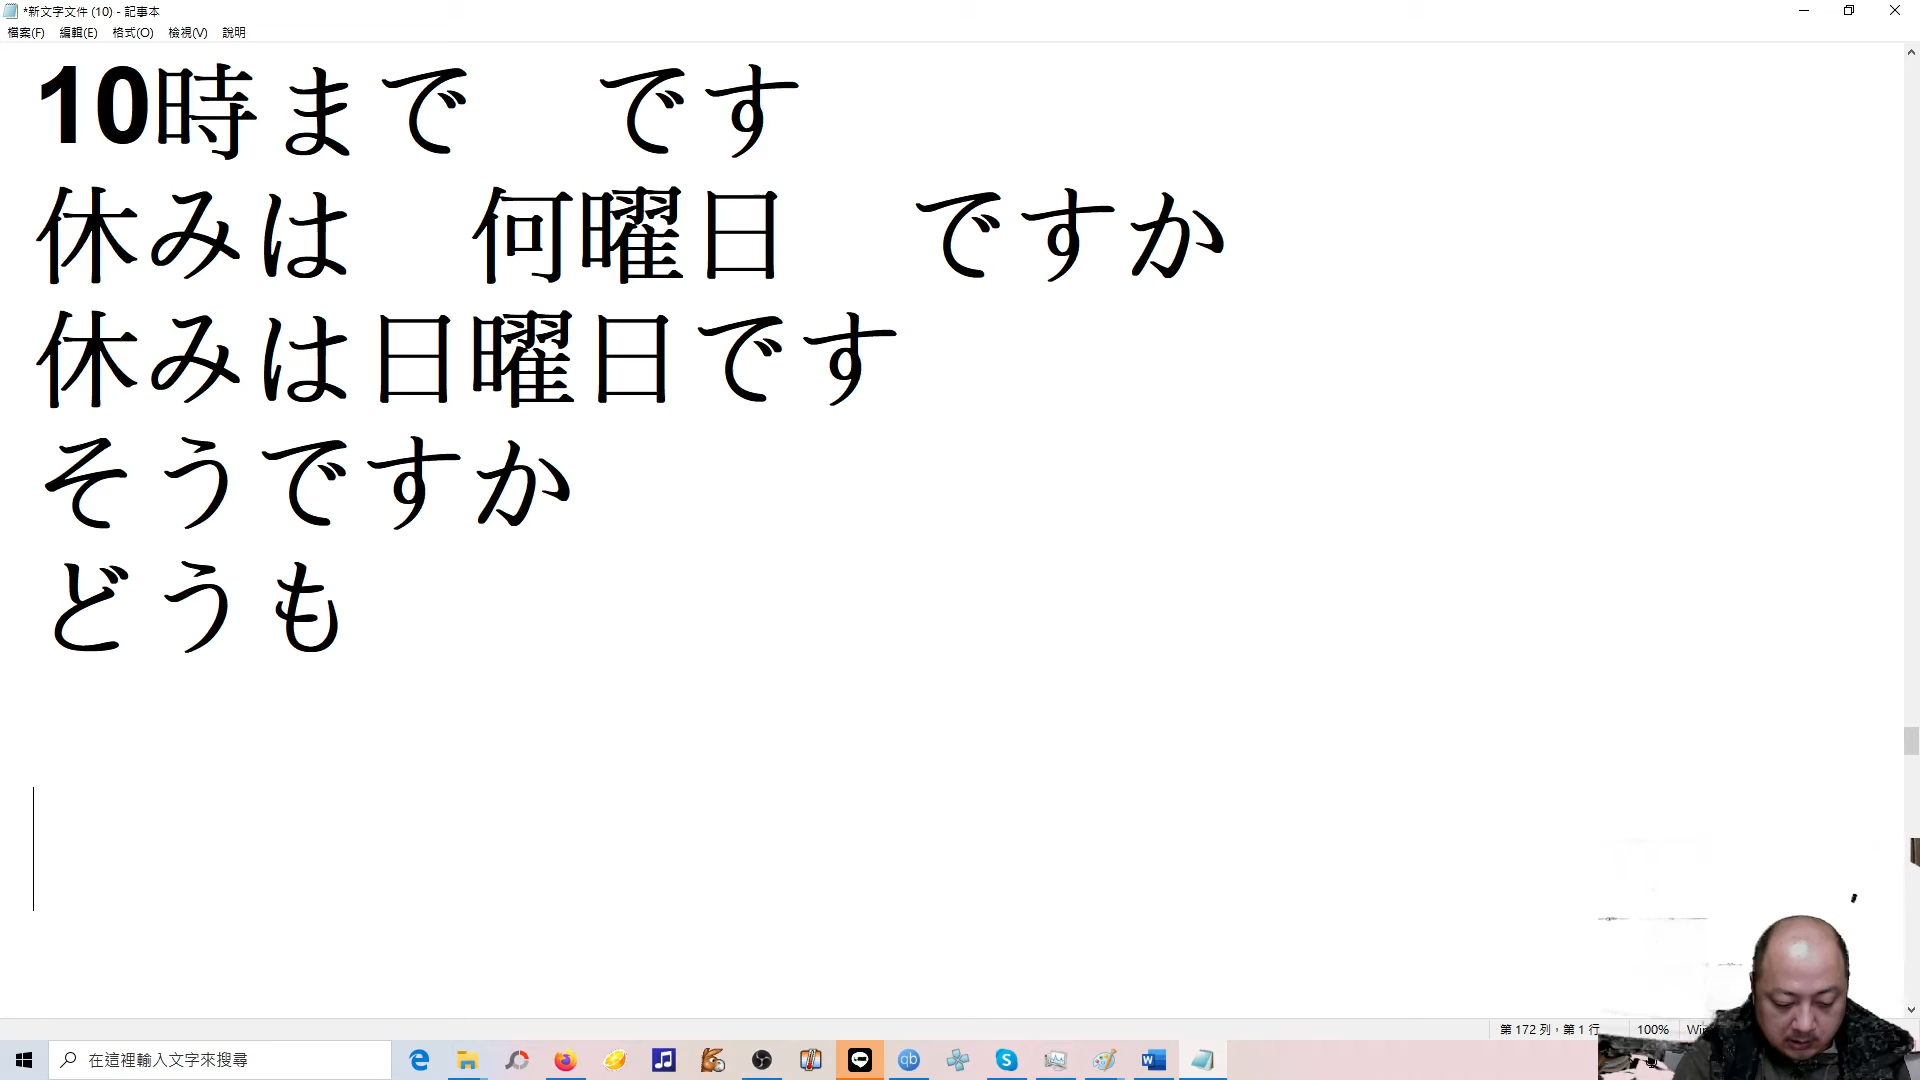 *新文字文件 (10) - 記事本
檔案(F) 編輯(E) 格式(O) 檢視(V) 說明
10時まで　です
休みは　何曜日　ですか
休みは日曜日です
そうですか
どうも
第 172 列，第 1 行 100% Win
在這裡輸入文字來搜尋
qb